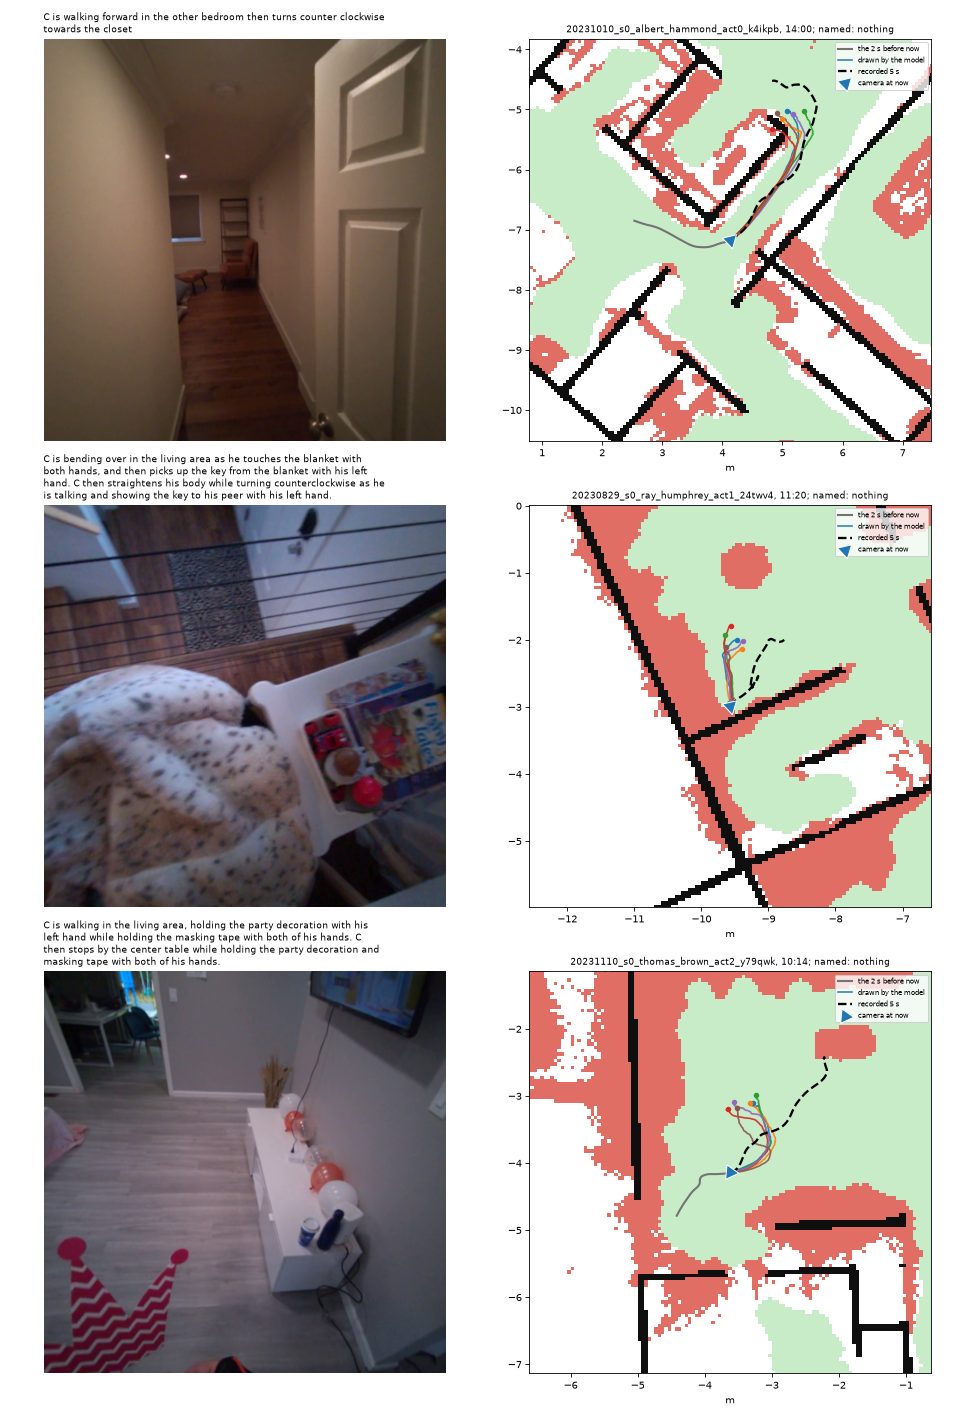 C is walking forward in the other bedroom then turns counter clockwise
towards the closet
20231010_s0_albert_hammond_act0_k4ikpb, 14:00; named: nothing
the 2 s before now
drawn by the model
recorded 5 s
camera at now
−4
−5
−6
−7
−8
−9
−10
1 2 3 4 5 6 7
m
C is bending over in the living area as he touches the blanket with
both hands, and then picks up the key from the blanket with his left
hand. C then straightens his body while turning counterclockwise as he
is talking and showing the key to his peer with his left hand.
20230829_s0_ray_humphrey_act1_24twv4, 11:20; named: nothing
the 2 s before now
drawn by the model
recorded 5 s
camera at now
0
−1
−2
−3
−4
−5
−12 −11 −10 −9 −8 −7
m
C is walking in the living area, holding the party decoration with his
left hand while holding the masking tape with both of his hands. C
then stops by the center table while holding the party decoration and
masking tape with both of his hands.
20231110_s0_thomas_brown_act2_y79qwk, 10:14; named: nothing
the 2 s before now
drawn by the model
recorded 5 s
camera at now
−2
−3
−4
−5
−6
−7
−6 −5 −4 −3 −2 −1
m